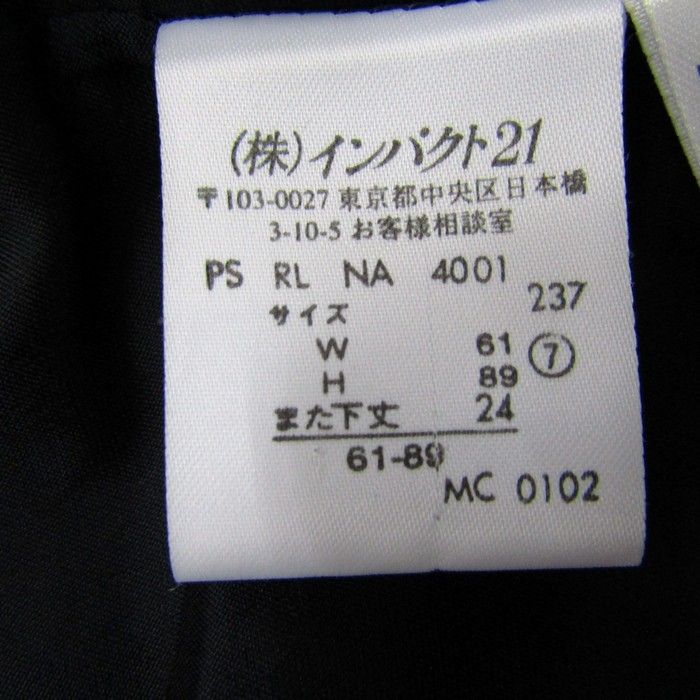 (株)インパクト21
〒103-0027 東京都中央区日本橋
3-10-5 お客様相談室
PS RL NA 4001
237
サイズ
W 61 ⑦
H 89
また下丈 24
61-89
MC 0102